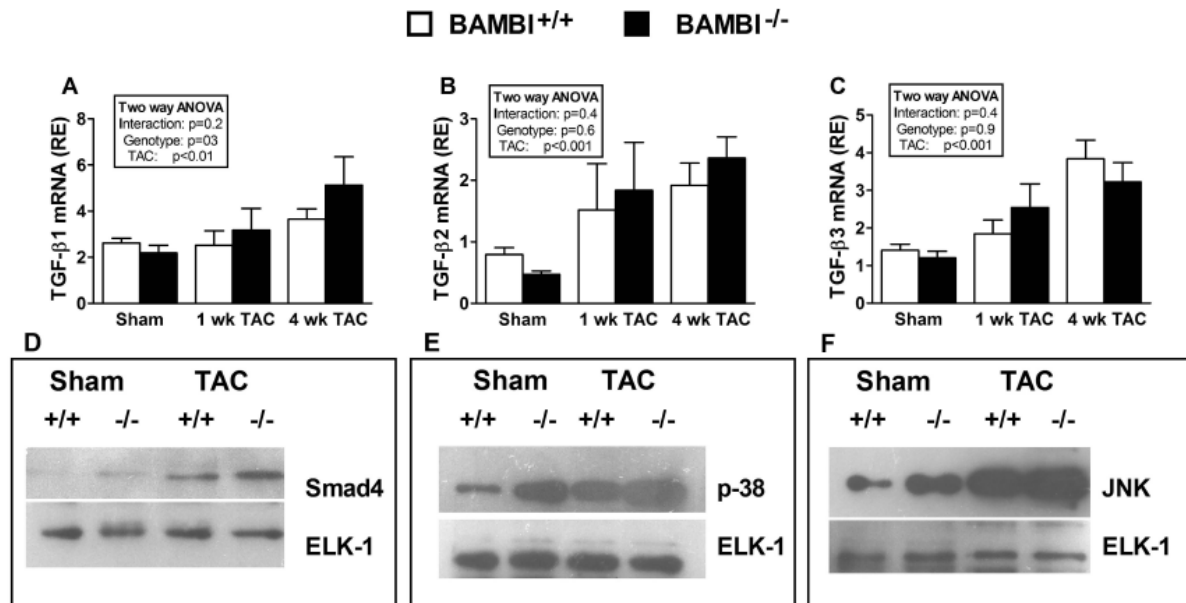 BAMBI+/+ BAMBI-/-
A
Two way ANOVA
Interaction: p=0.2
Genotype: p=03
TAC: p<0.01
TGF-β1 mRNA (RE)
8
6
4
2
0
Sham 1 wk TAC 4 wk TAC
B
Two way ANOVA
Interaction: p=0.4
Genotype: p=0.6
TAC: p<0.001
TGF-β2 mRNA (RE)
3
2
1
0
Sham 1 wk TAC 4 wk TAC
C
Two way ANOVA
Interaction: p=0.4
Genotype: p=0.9
TAC: p<0.001
TGF-β3 mRNA (RE)
5
4
3
2
1
0
Sham 1 wk TAC 4 wk TAC
D
Sham TAC
+/+ -/- +/+ -/-
Smad4
ELK-1
E
Sham TAC
+/+ -/- +/+ -/-
p-38
ELK-1
F
Sham TAC
+/+ -/- +/+ -/-
JNK
ELK-1